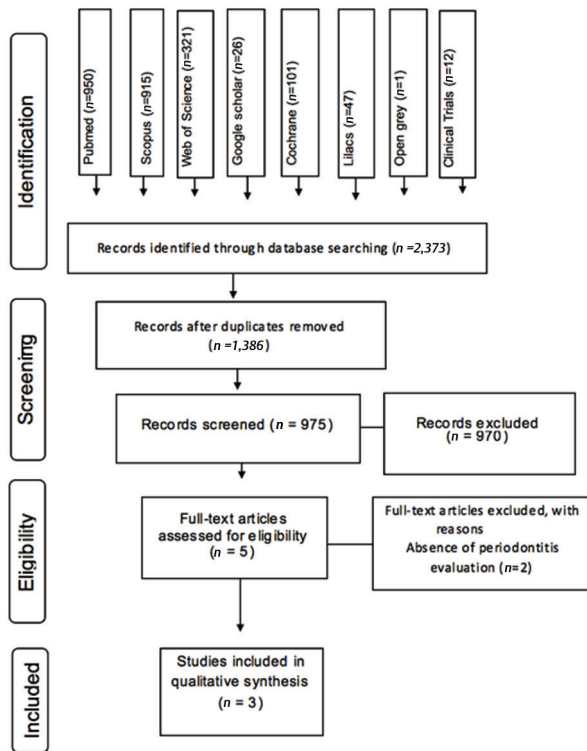 Identification
Pubmed (n=950)
Scopus (n=915)
Web of Science (n=321)
Google scholar (n=26)
Cochrane (n=101)
Lilacs (n=47)
Open grey (n=1)
Clinical Trials (n=12)
Records identified through database searching (n =2,373)
Screening
Records after duplicates removed
(n =1,386)
Records screened (n = 975)
Records excluded
(n = 970)
Eligibility
Full-text articles
assessed for eligibility
(n = 5)
Full-text articles excluded, with
reasons
Absence of periodontitis
evaluation (n=2)
Included
Studies included in
qualitative synthesis
(n = 3)